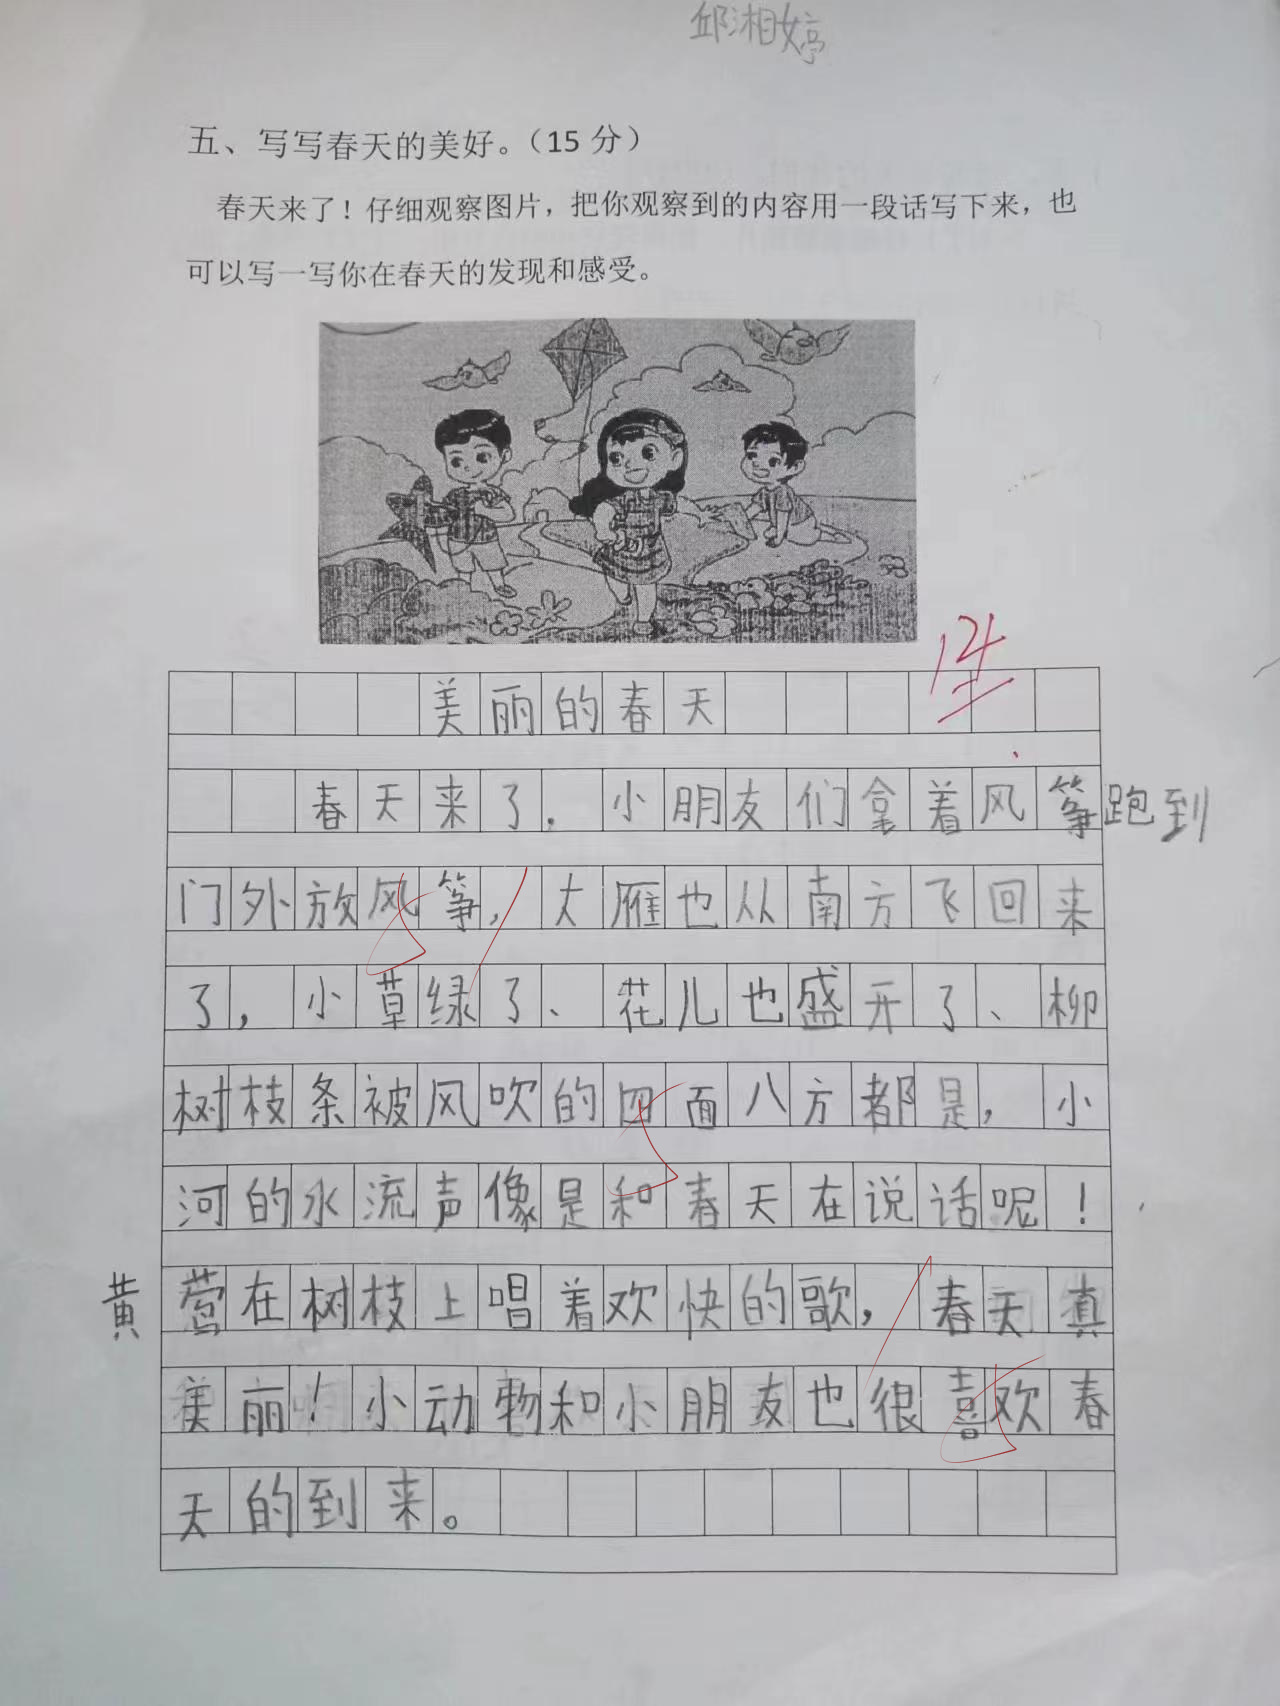 邱湘婷
五、写写春天的美好。（15 分）
春天来了！仔细观察图片，把你观察到的内容用一段话写下来，也
可以写一写你在春天的发现和感受。
14
美丽的春天
春天来了．小朋友们拿着风筝跑到
门外放风筝，大雁也从南方飞回来
了，小草绿了、花儿也盛开了、柳
树枝条被风吹的四面八方都是，小
河的水流声像是和春天在说话呢！
黄莺在树枝上唱着欢快的歌，春天真
美丽！小动物和小朋友也很喜欢春
天的到来。